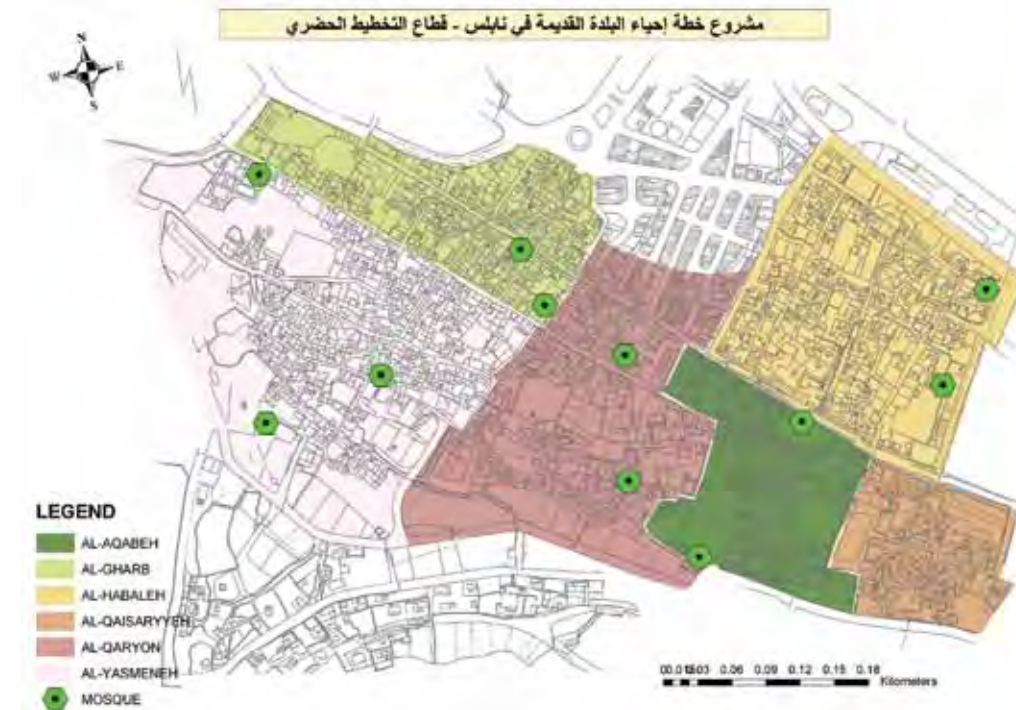 مشروع خطة إحياء البلدة القديمة في نابلس - قطاع التخطيط الحضري
N
W E
S
LEGEND
AL-AQABEH
AL-GHARB
AL-HABALEH
AL-QAISARYYEH
AL-QARYON
AL-YASMENEH
MOSQUE
0.06 0.09 0.12 0.15 0.18
Kilometers